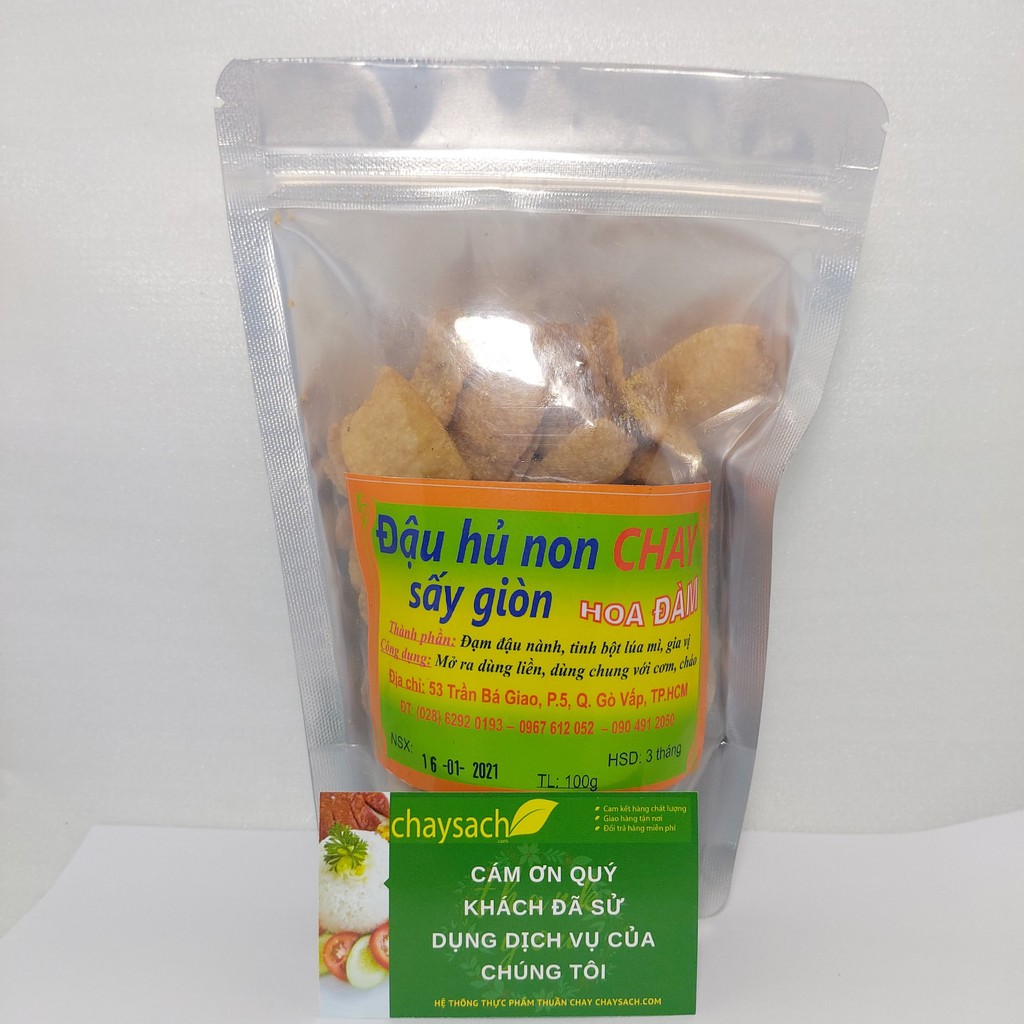 Đậu hủ non CHAY
sấy giòn HOA ĐÀM
Thành phần: Đạm đậu nành, tinh bột lúa mì, gia vị
Công dụng: Mở ra dùng liền, dùng chung với cơm, cháo
Địa chỉ: 53 Trần Bá Giao, P.5, Q. Gò Vấp, TP.HCM
ĐT: (028) 6292 0193 – 0967 612 052 – 090 491 2050
NSX: 16-01-2021 HSD: 3 tháng
TL: 100g
chaysach
.com
• Cam kết hàng chất lượng
• Giao hàng tận nơi
• Đổi trả hàng miễn phí
CÁM ƠN QUÝ
KHÁCH ĐÃ SỬ
DỤNG DỊCH VỤ CỦA
CHÚNG TÔI
HỆ THỐNG THỰC PHẨM THUẦN CHAY CHAYSACH.COM